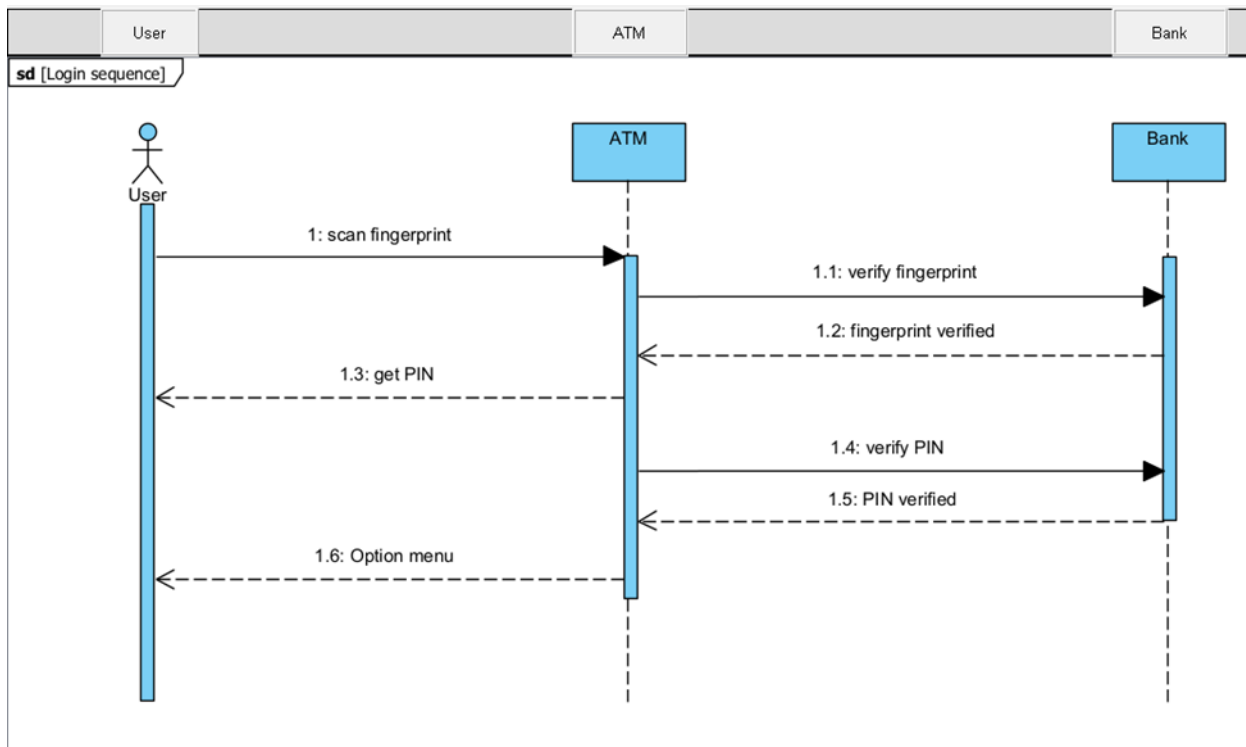 User
ATM
Bank
sd [Login sequence]
ATM
Bank
User
1: scan fingerprint
1.1: verify fingerprint
1.2: fingerprint verified
1.3: get PIN
1.4: verify PIN
1.5: PIN verified
1.6: Option menu